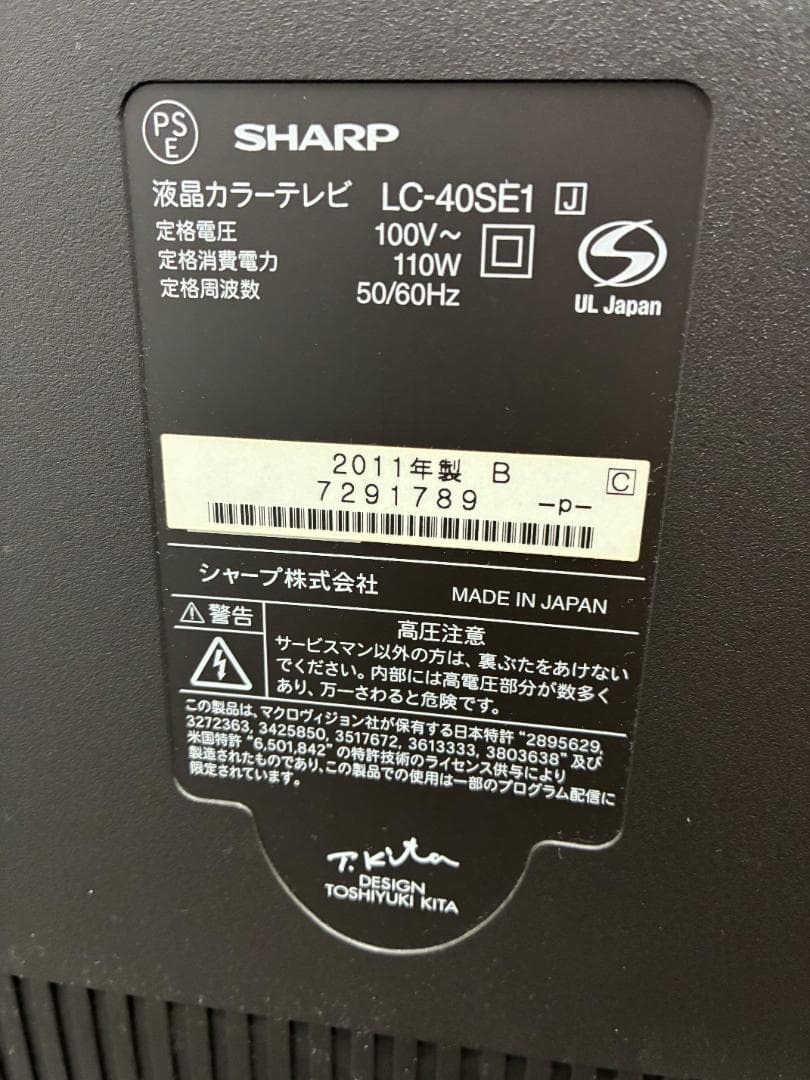 PS
E
SHARP
液晶カラーテレビ LC-40SE1 J
定格電圧 100V～
定格消費電力 110W
定格周波数 50/60Hz
UL Japan
2011年製 B
C
7291789 -p-
シャープ株式会社 MADE IN JAPAN
警告
高圧注意
サービスマン以外の方は、裏ぶたをあけない
でください。内部には高電圧部分が数多く
あり、万一さわると危険です。
この製品は、マクロヴィジョン社が保有する日本特許 "2895629,
3272363, 3425850, 3517672, 3613333, 3803638" 及び
米国特許 "6,501,842" の特許技術のライセンス供与により
製造されたものであり、この製品での使用は一部のプログラム配信に
限定されています。
T.Kita
DESIGN
TOSHIYUKI KITA